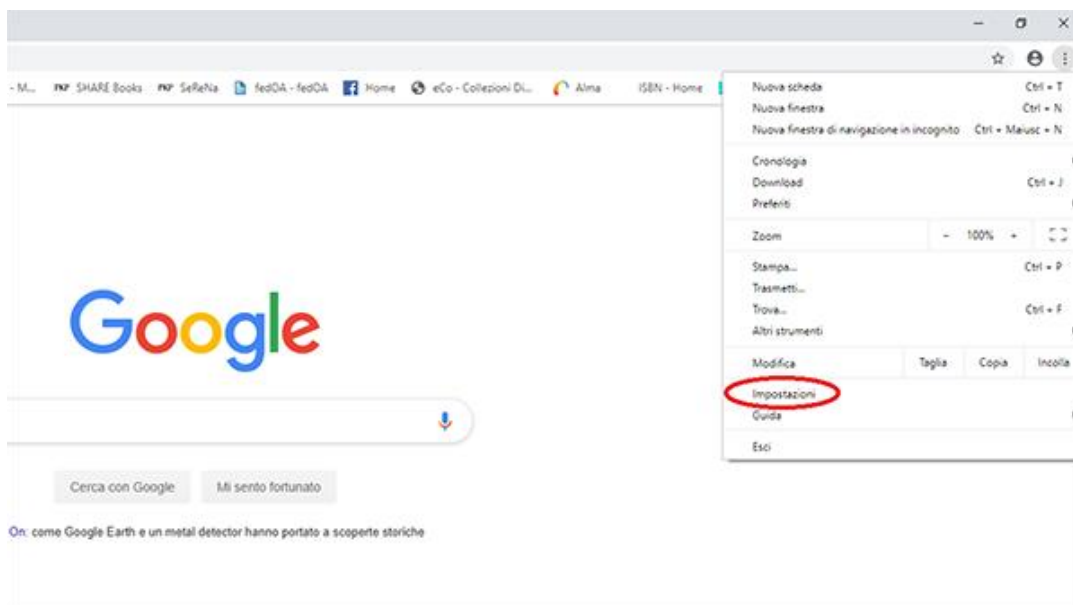 - M... PKP SHARE Books PKP SeReNa fedOA - fedOA Home eCo - Collezioni Di... Alma ISBN - Home
Nuova scheda Ctrl + T
Nuova finestra Ctrl + N
Nuova finestra di navigazione in incognito Ctrl + Maiusc + N
Cronologia
Download Ctrl + J
Preferiti
Zoom - 100% +
Stampa... Ctrl + P
Trasmetti...
Trova... Ctrl + F
Altri strumenti
Modifica Taglia Copia Incolla
Impostazioni
Guida
Esci
Google
Cerca con Google Mi sento fortunato
On: come Google Earth e un metal detector hanno portato a scoperte storiche